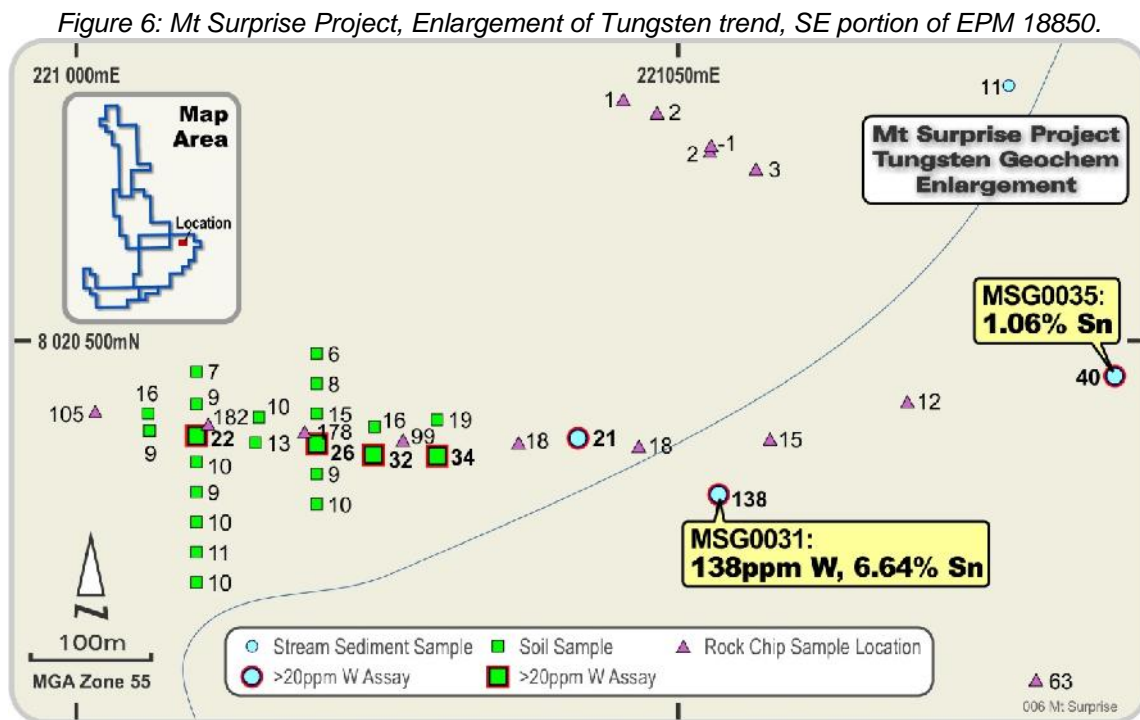 Figure 6: Mt Surprise Project, Enlargement of Tungsten trend, SE portion of EPM 18850.
221 000mE
221050mE
Map
Area
Location
1
2
2
-1
3
11
Mt Surprise Project
Tungsten Geochem
Enlargement
MSG0035:
1.06% Sn
8 020 500mN
40
105
16
9
7
9
182
22
10
9
10
11
10
10
13
6
8
15
178
26
9
10
16
32
99
19
34
18
21
18
15
12
138
MSG0031:
138ppm W, 6.64% Sn
N
100m
MGA Zone 55
Stream Sediment Sample
Soil Sample
Rock Chip Sample Location
>20ppm W Assay
>20ppm W Assay
63
006 Mt Surprise